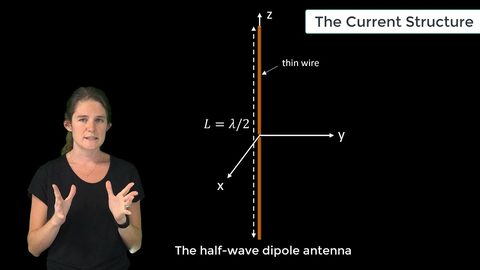 The Current Structure
z
thin wire
L = λ/2
y
x
The half-wave dipole antenna